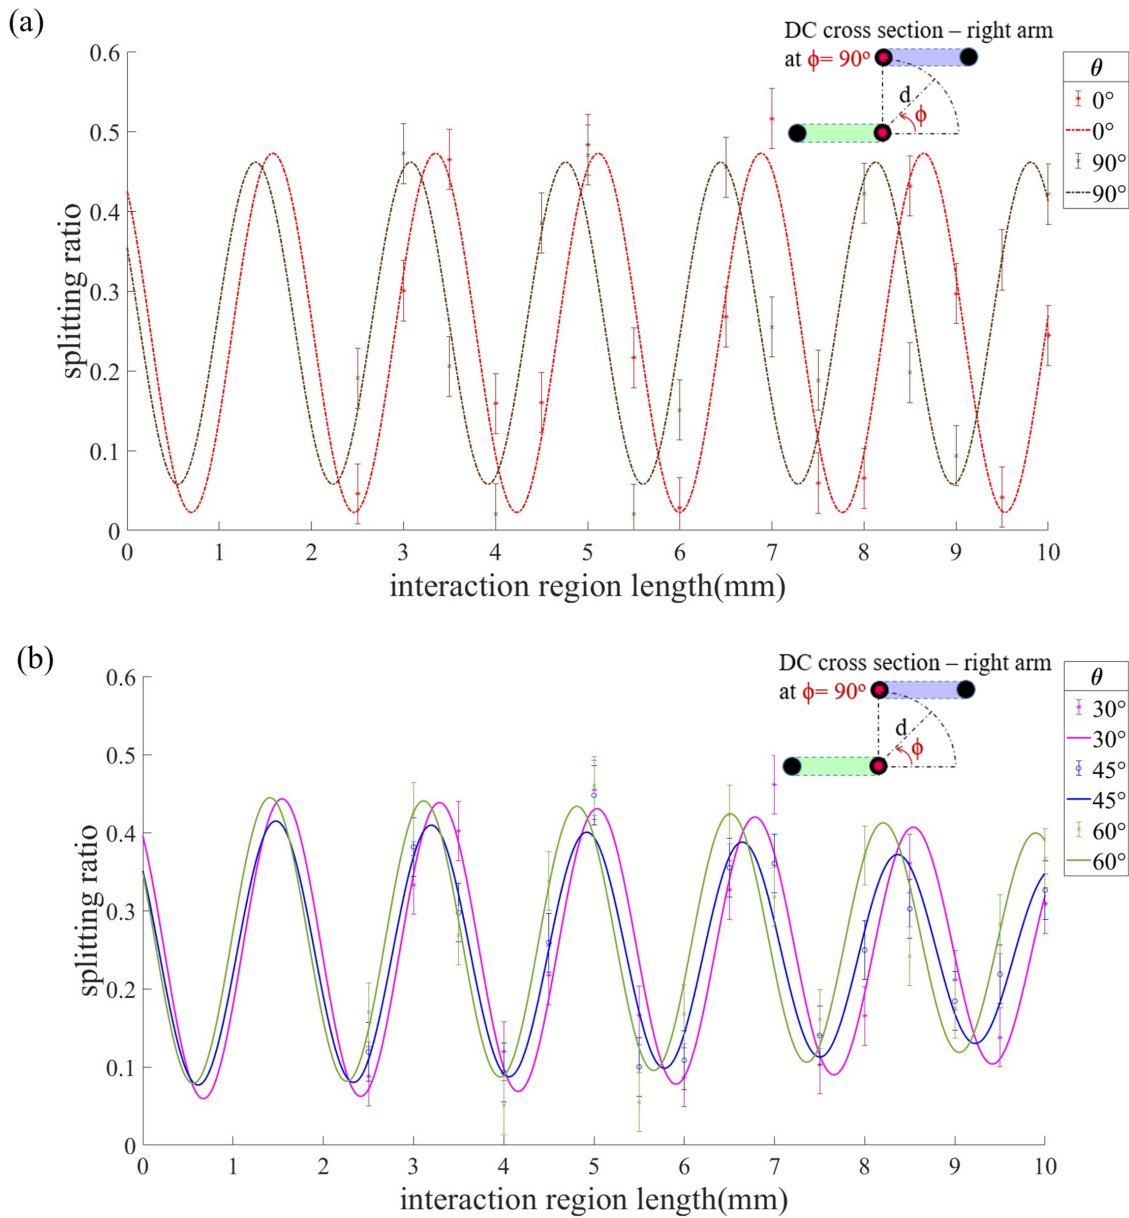 (a)
DC cross section – right arm
at ϕ= 90º
d
ϕ
θ
0°
0°
90°
90°
0.6
0.5
0.4
0.3
0.2
0.1
0
splitting ratio
0 1 2 3 4 5 6 7 8 9 10
interaction region length(mm)
(b)
DC cross section – right arm
at ϕ= 90º
d
ϕ
θ
30°
30°
45°
45°
60°
60°
0.6
0.5
0.4
0.3
0.2
0.1
0
splitting ratio
0 1 2 3 4 5 6 7 8 9 10
interaction region length(mm)